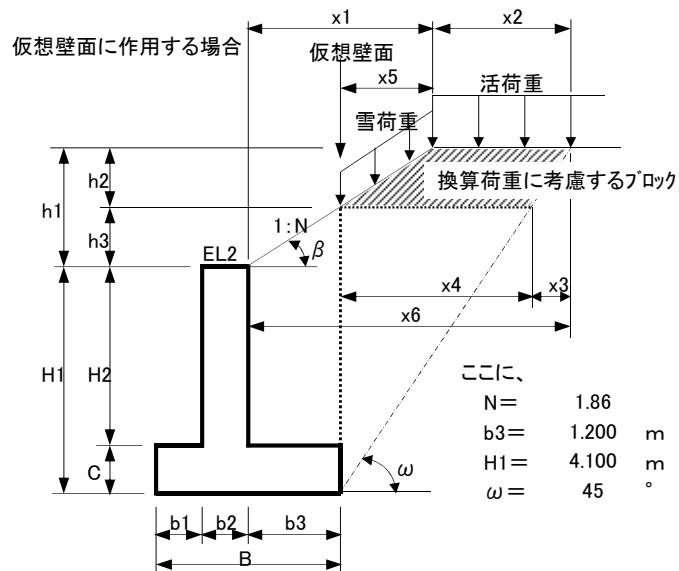 x1
x2
仮想壁面に作用する場合
仮想壁面
x5
活荷重
雪荷重
h2
換算荷重に考慮するブロック
h1
h3
1:N
β
EL2
x4
x3
x6
H1
H2
ここに、
N= 1.86
b3= 1.200 m
H1= 4.100 m
ω= 45 °
C
ω
b1
b2
b3
B